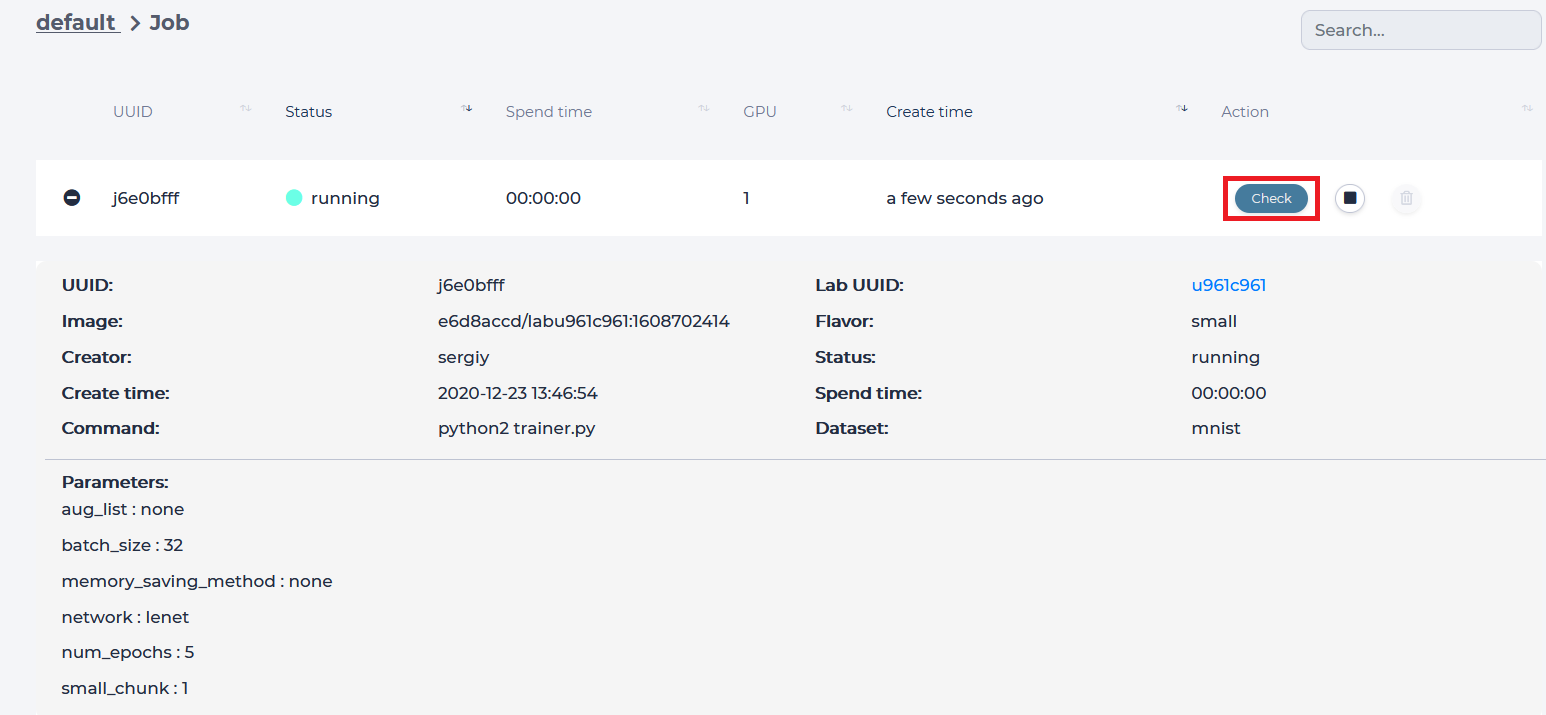 default > Job
Search...
UUID Status Spend time GPU Create time Action
j6e0bfff running 00:00:00 1 a few seconds ago Check
UUID: j6e0bfff Lab UUID: u961c961
Image: e6d8accd/labu961c961:1608702414 Flavor: small
Creator: sergiy Status: running
Create time: 2020-12-23 13:46:54 Spend time: 00:00:00
Command: python2 trainer.py Dataset: mnist
Parameters:
aug_list : none
batch_size : 32
memory_saving_method : none
network : lenet
num_epochs : 5
small_chunk : 1